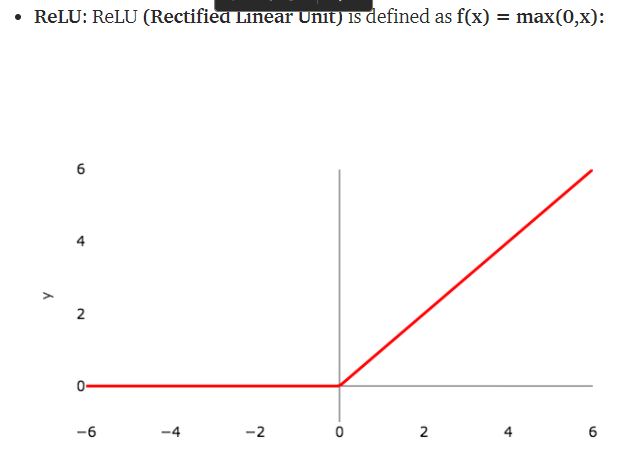 • ReLU: ReLU (Rectified Linear Unit) is defined as f(x) = max(0,x):
6
4
y
2
0
-6 -4 -2 0 2 4 6